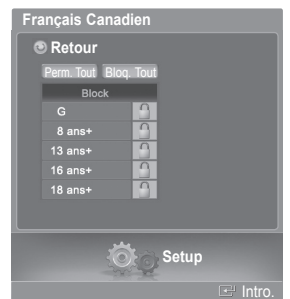 Français Canadien
Retour
Perm. Tout Bloq. Tout
Block
G
8 ans+
13 ans+
16 ans+
18 ans+
Setup
Intro.